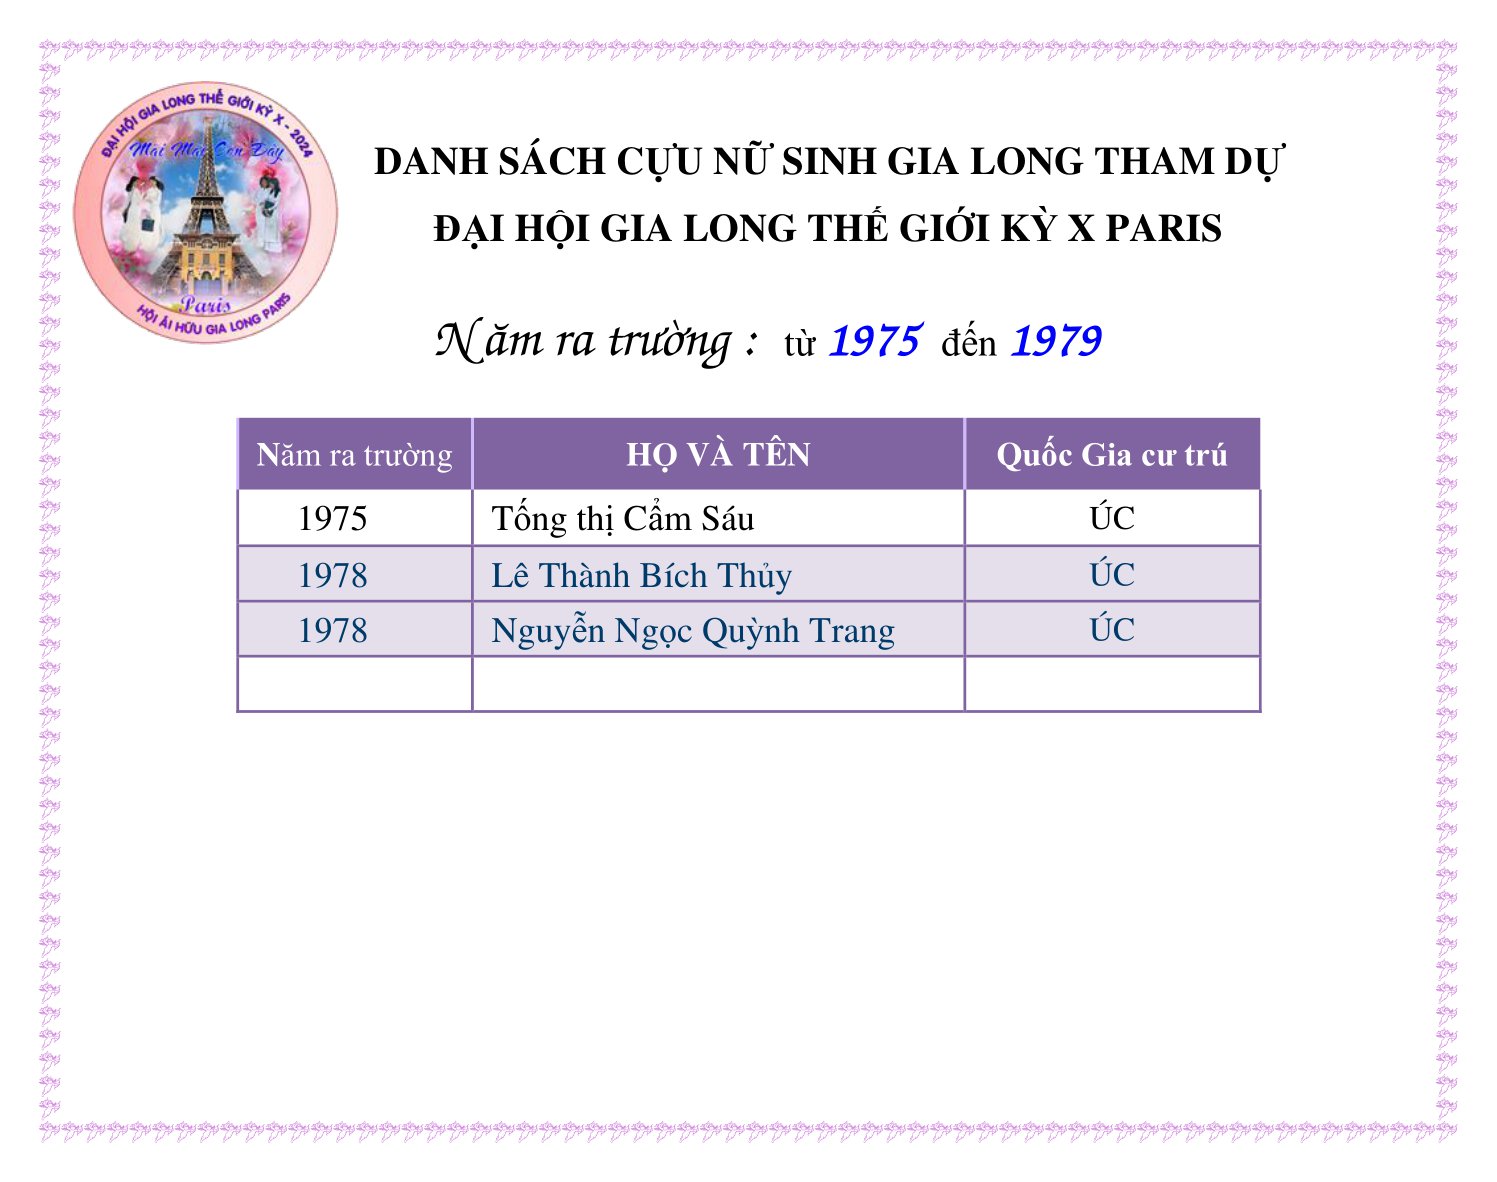 ĐẠI HỘI GIA LONG THẾ GIỚI KỲ X - 2024
Mãi Mãi Còn Đây
Paris
HỘI ÁI HỮU GIA LONG PARIS
DANH SÁCH CỰU NỮ SINH GIA LONG THAM DỰ
ĐẠI HỘI GIA LONG THẾ GIỚI KỲ X PARIS
Năm ra trường : từ 1975 đến 1979
Năm ra trường HỌ VÀ TÊN Quốc Gia cư trú
1975 Tống thị Cẩm Sáu ÚC
1978 Lê Thành Bích Thủy ÚC
1978 Nguyễn Ngọc Quỳnh Trang ÚC